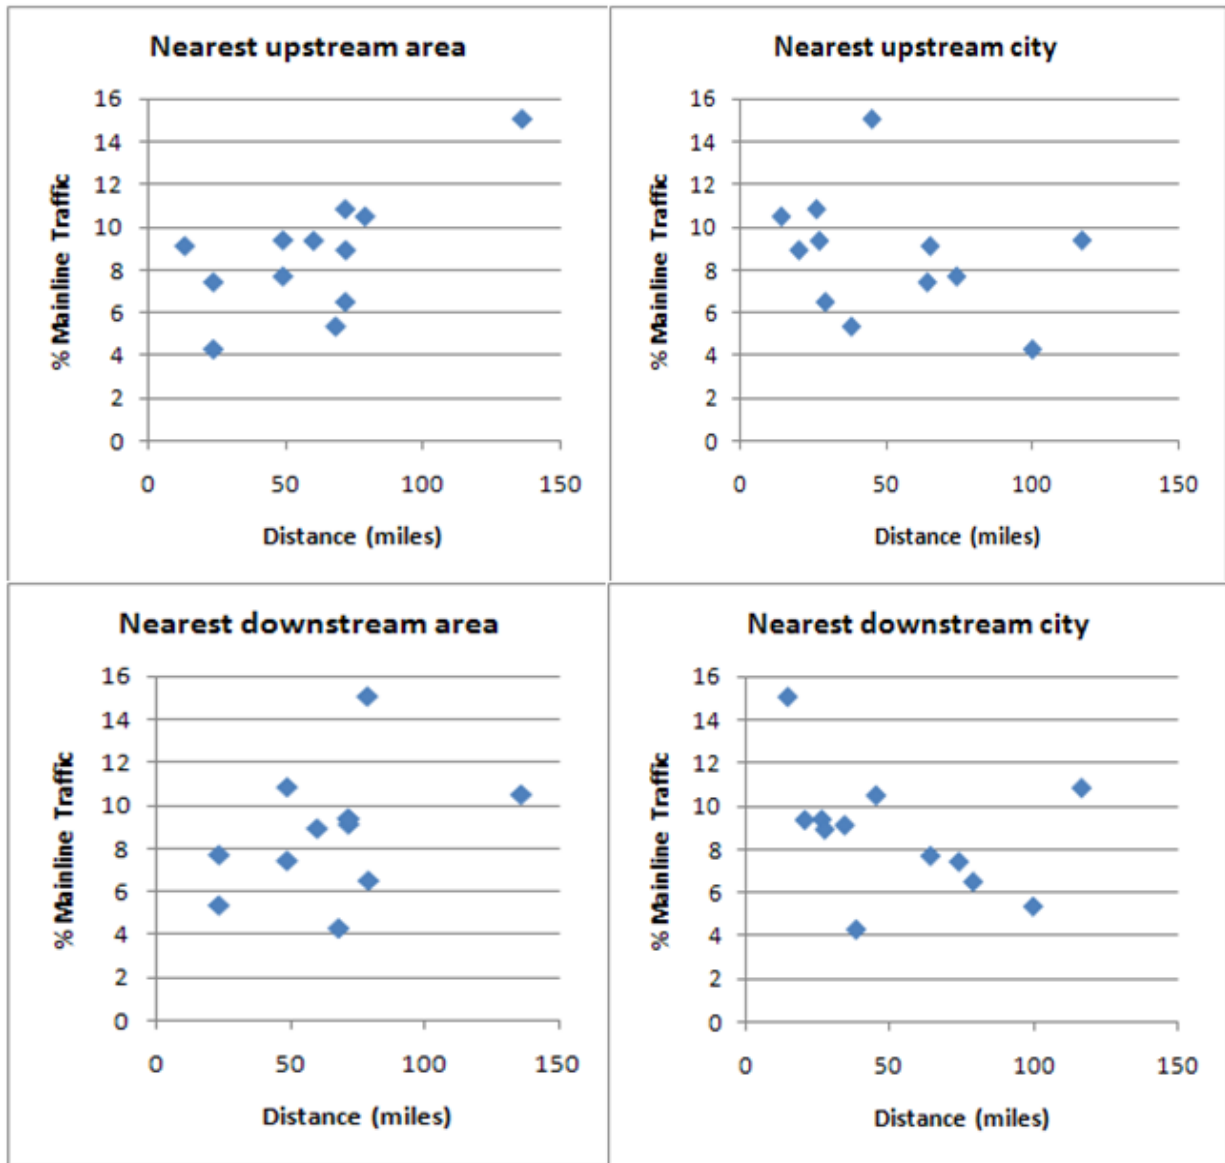 Nearest upstream area
16
14
12
10
8
6
4
2
0
% Mainline Traffic
0 50 100 150
Distance (miles)
Nearest upstream city
16
14
12
10
8
6
4
2
0
% Mainline Traffic
0 50 100 150
Distance (miles)
Nearest downstream area
16
14
12
10
8
6
4
2
0
% Mainline Traffic
0 50 100 150
Distance (miles)
Nearest downstream city
16
14
12
10
8
6
4
2
0
% Mainline Traffic
0 50 100 150
Distance (miles)